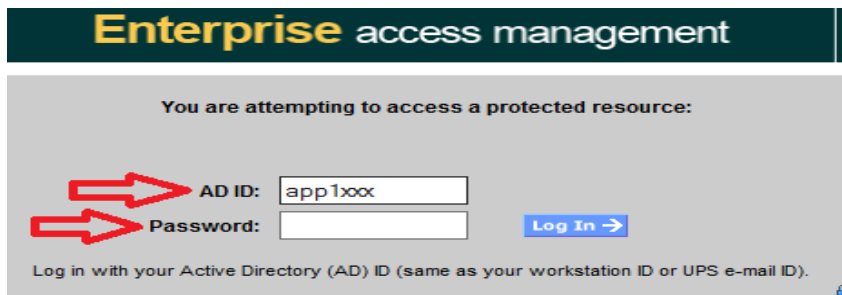 Enterprise access management
You are attempting to access a protected resource:
AD ID: app1xxx
Password: Log In →
Log in with your Active Directory (AD) ID (same as your workstation ID or UPS e-mail ID).